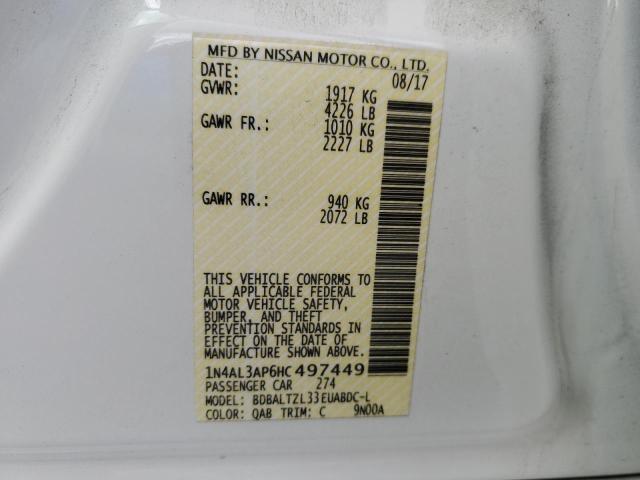 MFD BY NISSAN MOTOR CO., LTD.
DATE: 08/17
GVWR: 1917 KG
4226 LB
GAWR FR.: 1010 KG
2227 LB
GAWR RR.: 940 KG
2072 LB
THIS VEHICLE CONFORMS TO
ALL APPLICABLE FEDERAL
MOTOR VEHICLE SAFETY,
BUMPER, AND THEFT
PREVENTION STANDARDS IN
EFFECT ON THE DATE OF
MANUFACTURE SHOWN ABOVE.
1N4AL3AP6HC497449
PASSENGER CAR 274
MODEL: BDBALTZL33EUABDC-L
COLOR: QAB TRIM: C 9N00A